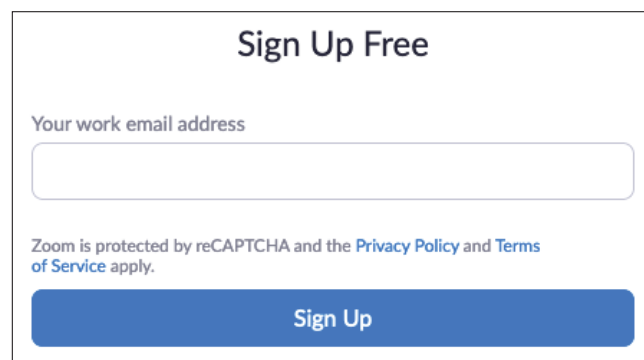 Sign Up Free
Your work email address
Zoom is protected by reCAPTCHA and the Privacy Policy and Terms
of Service apply.
Sign Up